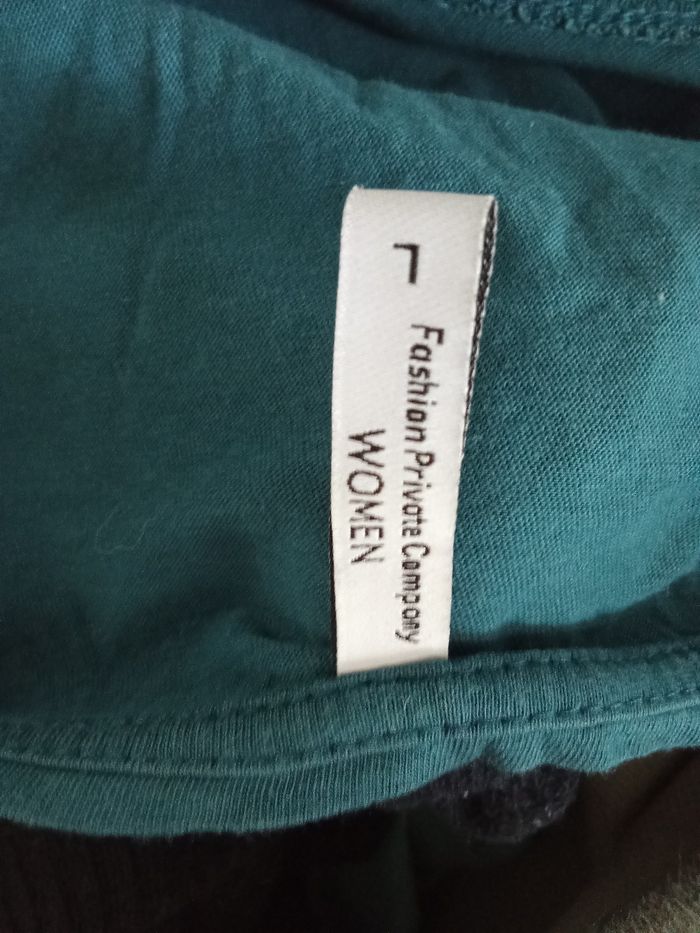 L
Fashion Private Company
WOMEN